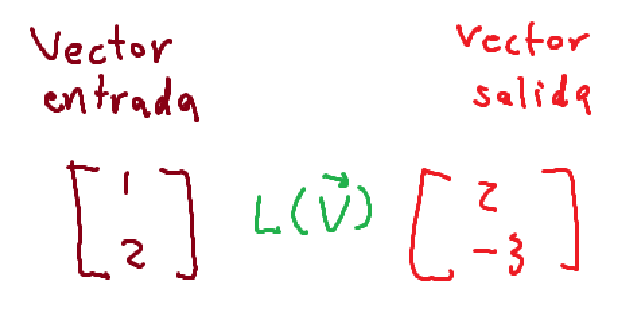 Vector
entrada
Vector
salida
[1
2]
L(V⃗)
[2
-3]